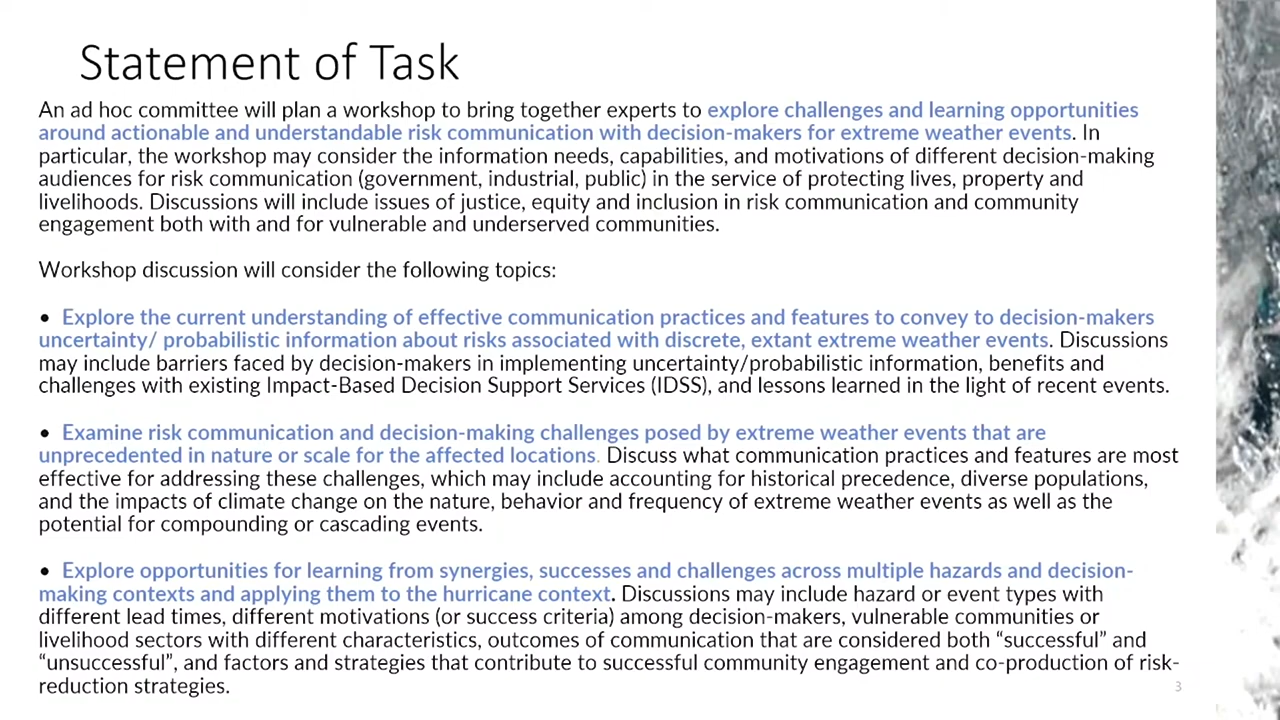 Statement of Task
An ad hoc committee will plan a workshop to bring together experts to explore challenges and learning opportunities
around actionable and understandable risk communication with decision-makers for extreme weather events. In
particular, the workshop may consider the information needs, capabilities, and motivations of different decision-making
audiences for risk communication (government, industrial, public) in the service of protecting lives, property and
livelihoods. Discussions will include issues of justice, equity and inclusion in risk communication and community
engagement both with and for vulnerable and underserved communities.
Workshop discussion will consider the following topics:
• Explore the current understanding of effective communication practices and features to convey to decision-makers
uncertainty/ probabilistic information about risks associated with discrete, extant extreme weather events. Discussions
may include barriers faced by decision-makers in implementing uncertainty/probabilistic information, benefits and
challenges with existing Impact-Based Decision Support Services (IDSS), and lessons learned in the light of recent events.
• Examine risk communication and decision-making challenges posed by extreme weather events that are
unprecedented in nature or scale for the affected locations. Discuss what communication practices and features are most
effective for addressing these challenges, which may include accounting for historical precedence, diverse populations,
and the impacts of climate change on the nature, behavior and frequency of extreme weather events as well as the
potential for compounding or cascading events.
• Explore opportunities for learning from synergies, successes and challenges across multiple hazards and decision-
making contexts and applying them to the hurricane context. Discussions may include hazard or event types with
different lead times, different motivations (or success criteria) among decision-makers, vulnerable communities or
livelihood sectors with different characteristics, outcomes of communication that are considered both “successful” and
“unsuccessful”, and factors and strategies that contribute to successful community engagement and co-production of risk-
reduction strategies.
3